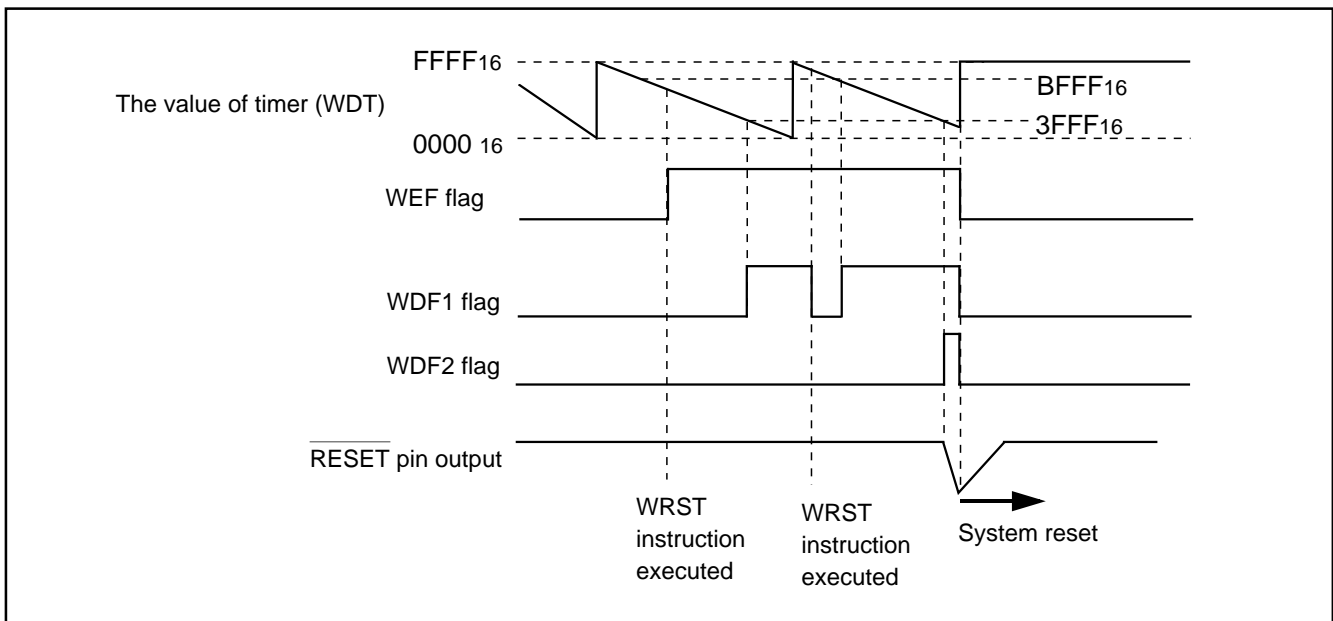 FFFF16
BFFF16
The value of timer (WDT)
3FFF16
0000 16
WEF flag
WDF1 flag
WDF2 flag
RESET pin output
WRST
instruction
executed
WRST
instruction
executed
System reset